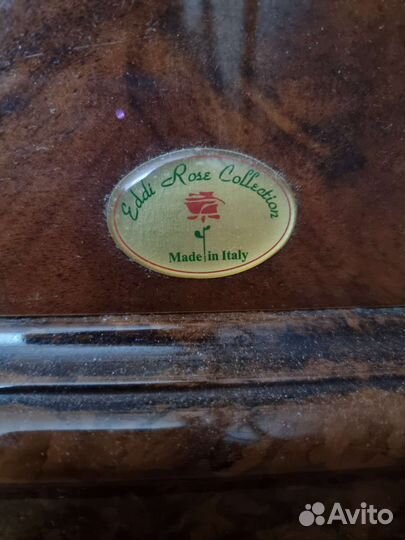 Eddi Rose Collection
Made in Italy
Avito